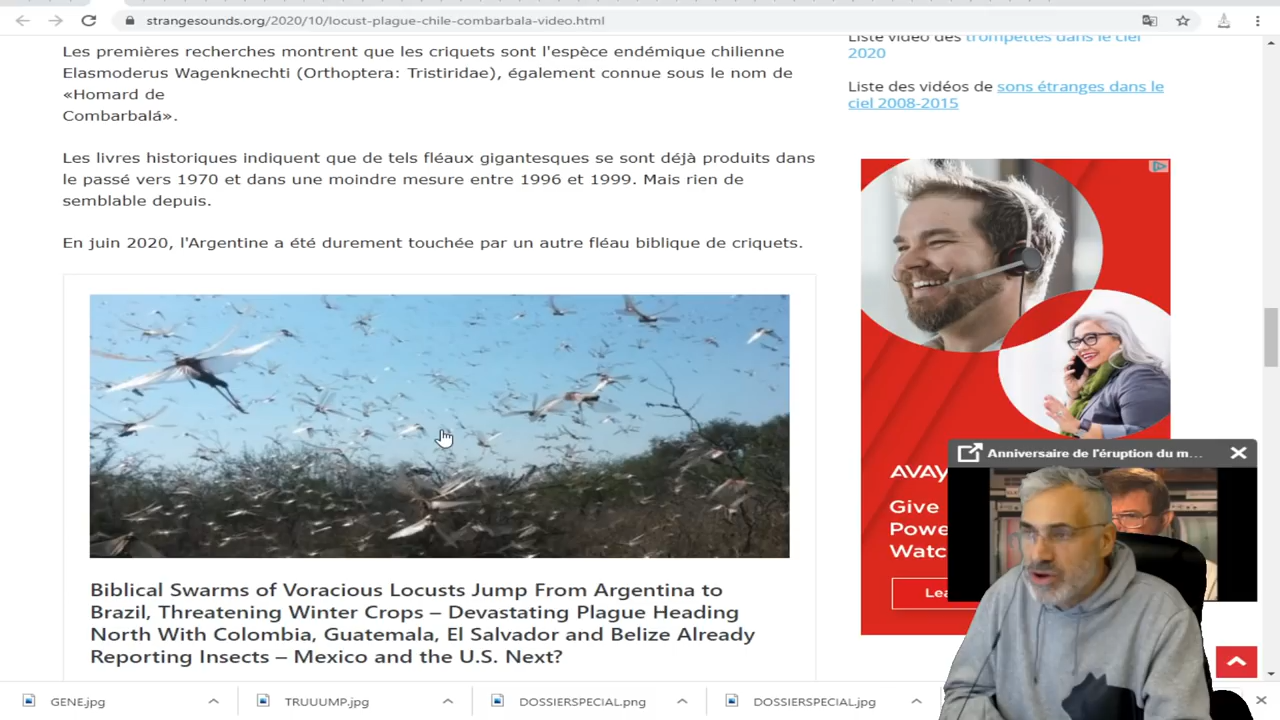 strangesounds.org/2020/10/locust-plague-chile-combarbala-video.html
Les premières recherches montrent que les criquets sont l'espèce endémique chilienne
Elasmoderus Wagenknechti (Orthoptera: Tristiridae), également connue sous le nom de
«Homard de
Combarbalá».
Les livres historiques indiquent que de tels fléaux gigantesques se sont déjà produits dans
le passé vers 1970 et dans une moindre mesure entre 1996 et 1999. Mais rien de
semblable depuis.
En juin 2020, l'Argentine a été durement touchée par un autre fléau biblique de criquets.
Biblical Swarms of Voracious Locusts Jump From Argentina to
Brazil, Threatening Winter Crops – Devastating Plague Heading
North With Colombia, Guatemala, El Salvador and Belize Already
Reporting Insects – Mexico and the U.S. Next?
Liste vidéo des trompettes dans le ciel
2020
Liste des vidéos de sons étranges dans le
ciel 2008-2015
Give
Anniversaire de l'éruption du m...
GENE.jpg
TRUUUMP.jpg
DOSSIERSPECIAL.png
DOSSIERSPECIAL.jpg